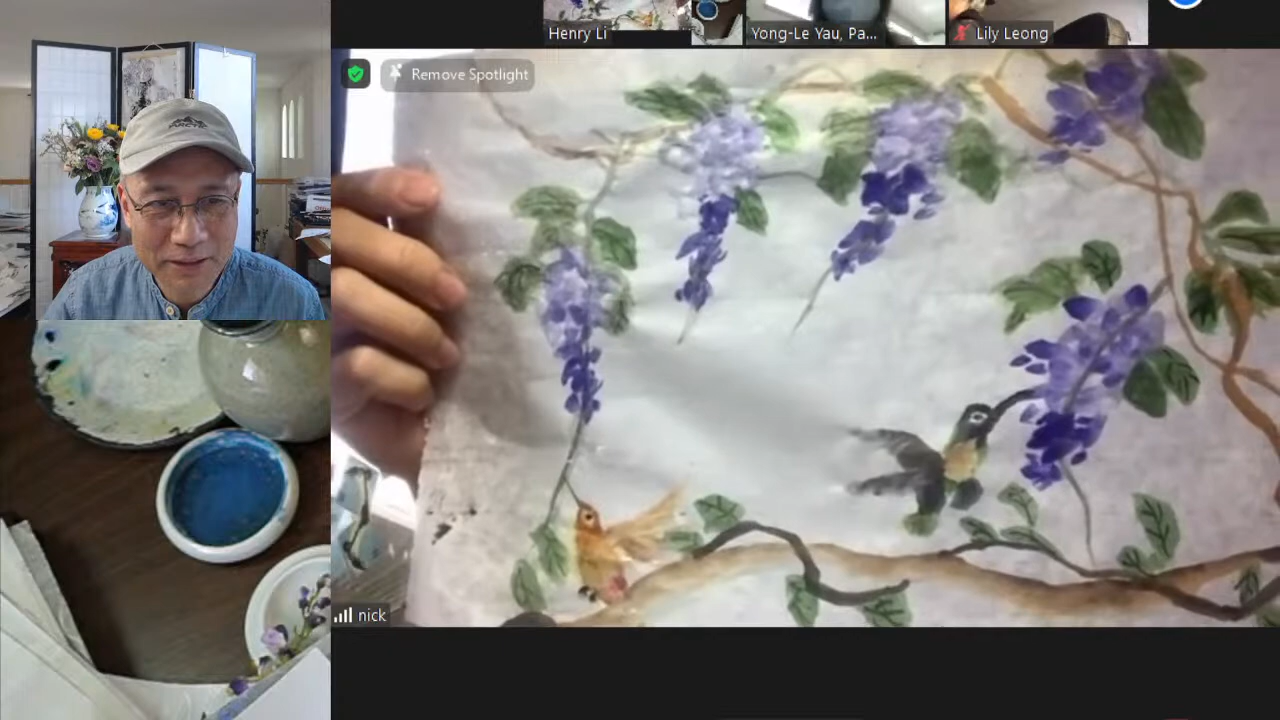 Henry Li
Yong-Le Yau, Pa...
Lily Leong
Remove Spotlight
nick